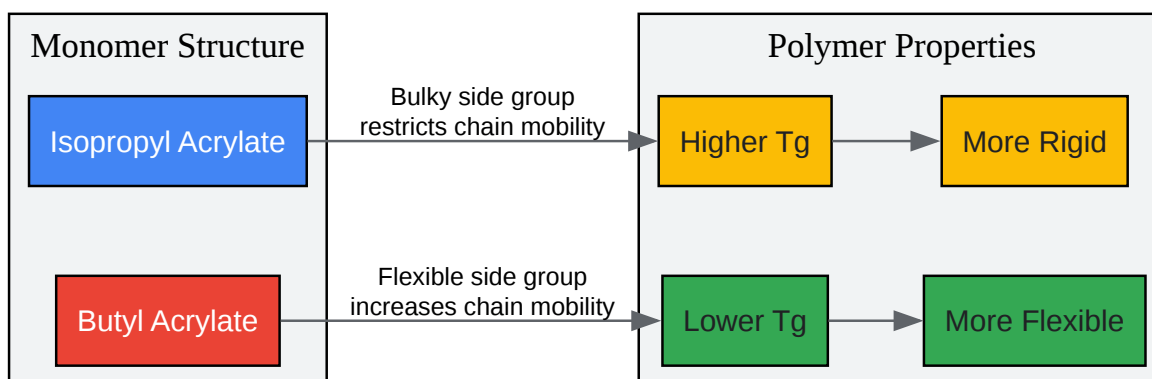 Monomer Structure
Polymer Properties
Isopropyl Acrylate
Bulky side group
restricts chain mobility
Higher Tg
More Rigid
Butyl Acrylate
Flexible side group
increases chain mobility
Lower Tg
More Flexible